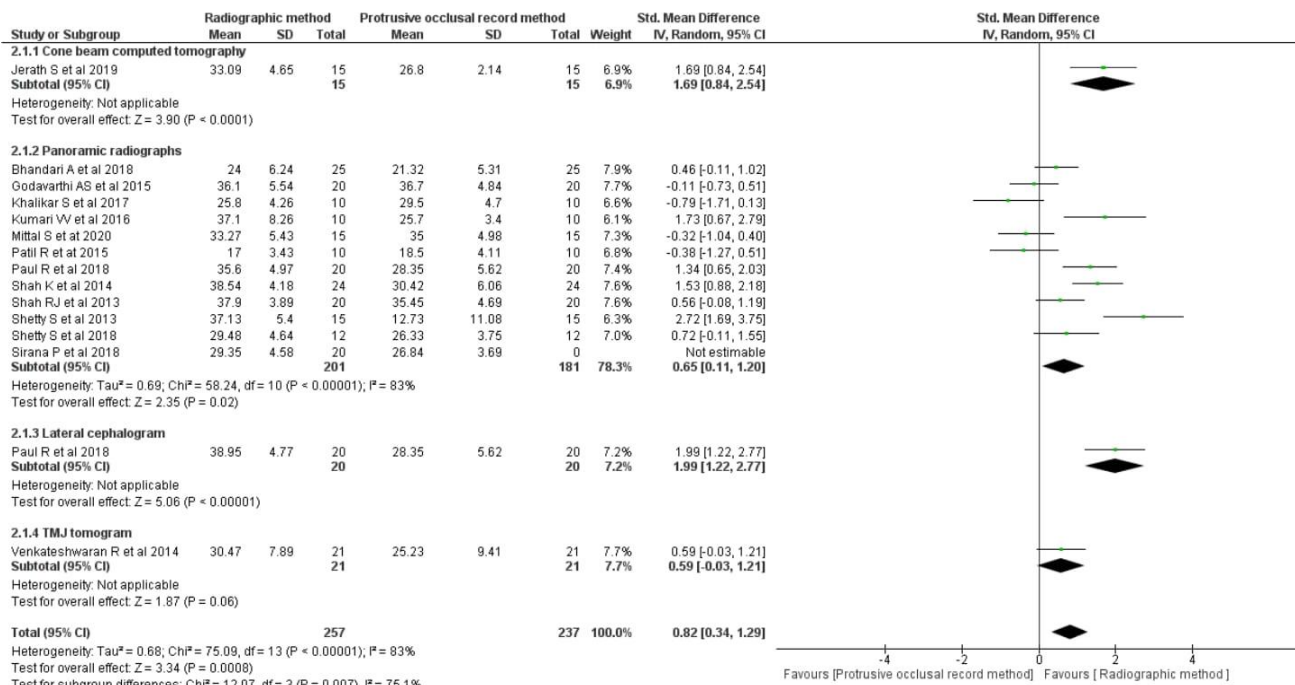 Radiographic method Protrusive occlusal record method Std. Mean Difference Std. Mean Difference
Study or Subgroup Mean SD Total Mean SD Total Weight IV, Random, 95% CI IV, Random, 95% CI
2.1.1 Cone beam computed tomography
Jerath S et al 2019 33.09 4.65 15 26.8 2.14 15 6.9% 1.69 [0.84, 2.54]
Subtotal (95% CI) 15 15 6.9% 1.69 [0.84, 2.54]
Heterogeneity: Not applicable
Test for overall effect: Z = 3.90 (P < 0.0001)
2.1.2 Panoramic radiographs
Bhandari A et al 2018 24 6.24 25 21.32 5.31 25 7.9% 0.46 [-0.11, 1.02]
Godavarthi AS et al 2015 36.1 5.54 20 36.7 4.84 20 7.7% -0.11 [-0.73, 0.51]
Khalikar S et al 2017 25.8 4.26 10 29.5 4.7 10 6.6% -0.79 [-1.71, 0.13]
Kumari VV et al 2016 37.1 8.26 10 25.7 3.4 10 6.1% 1.73 [0.67, 2.79]
Mittal S et at 2020 33.27 5.43 15 35 4.98 15 7.3% -0.32 [-1.04, 0.40]
Patil R et at 2015 17 3.43 10 18.5 4.11 10 6.8% -0.38 [-1.27, 0.51]
Paul R et al 2018 35.6 4.97 20 28.35 5.62 20 7.4% 1.34 [0.65, 2.03]
Shah K et al 2014 38.54 4.18 24 30.42 6.06 24 7.6% 1.53 [0.88, 2.18]
Shah RJ et al 2013 37.9 3.89 20 35.45 4.69 20 7.6% 0.56 [-0.08, 1.19]
Shetty S et al 2013 37.13 5.4 15 12.73 11.08 15 6.3% 2.72 [1.69, 3.75]
Shetty S et al 2018 29.48 4.64 12 26.33 3.75 12 7.0% 0.72 [-0.11, 1.55]
Sirana P et al 2018 29.35 4.58 20 26.84 3.69 0 Not estimable
Subtotal (95% CI) 201 181 78.3% 0.65 [0.11, 1.20]
Heterogeneity: Tau² = 0.69; Chi² = 58.24, df = 10 (P < 0.00001); I² = 83%
Test for overall effect: Z = 2.35 (P = 0.02)
2.1.3 Lateral cephalogram
Paul R et al 2018 38.95 4.77 20 28.35 5.62 20 7.2% 1.99 [1.22, 2.77]
Subtotal (95% CI) 20 20 7.2% 1.99 [1.22, 2.77]
Heterogeneity: Not applicable
Test for overall effect: Z = 5.06 (P < 0.00001)
2.1.4 TMJ tomogram
Venkateshwaran R et al 2014 30.47 7.89 21 25.23 9.41 21 7.7% 0.59 [-0.03, 1.21]
Subtotal (95% CI) 21 21 7.7% 0.59 [-0.03, 1.21]
Heterogeneity: Not applicable
Test for overall effect: Z = 1.87 (P = 0.06)
Total (95% CI) 257 237 100.0% 0.82 [0.34, 1.29]
Heterogeneity: Tau² = 0.68; Chi² = 75.09, df = 13 (P < 0.00001); I² = 83%
Test for overall effect: Z = 3.34 (P = 0.0008)
Test for subgroup differences: Chi² = 12.07, df = 3 (P = 0.007), I² = 75.1%
-4 -2 0 2 4
Favours [Protrusive occlusal record method] Favours [ Radiographic method ]